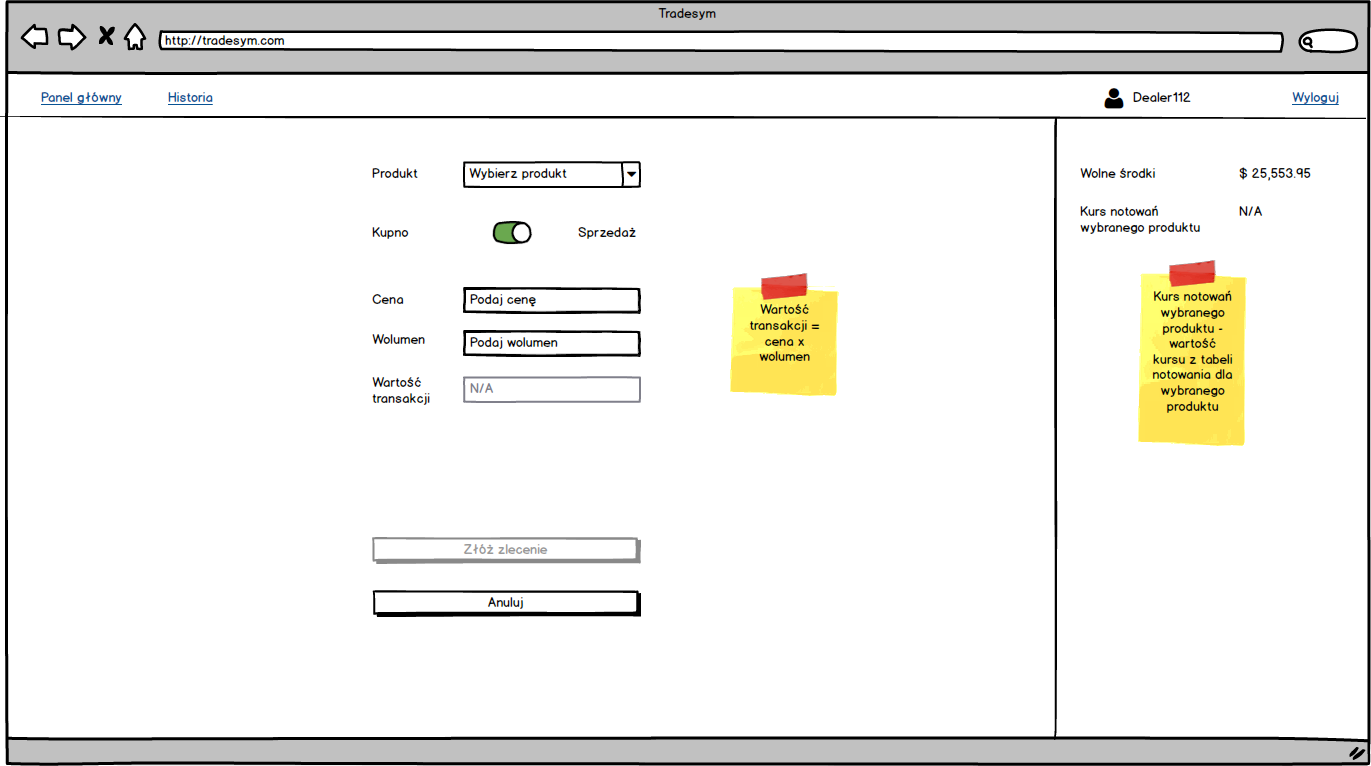 Tradesym
http://tradesym.com
Panel główny
Historia
Dealer112
Wyloguj
Produkt
Wybierz produkt
Kupno
Sprzedaż
Cena
Podaj cenę
Wolumen
Podaj wolumen
Wartość
transakcji
N/A
Wartość
transakcji =
cena x
wolumen
Złóż zlecenie
Anuluj
Wolne środki
$ 25,553.95
Kurs notowań
wybranego produktu
N/A
Kurs notowań
wybranego
produktu -
wartość
kursu z tabeli
notowania dla
wybranego
produktu